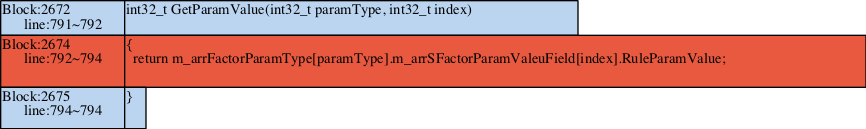 Block:2672
line:791~792
int32_t GetParamValue(int32_t paramType, int32_t index)
Block:2674
line:792~794
{
return m_arrFactorParamType[paramType].m_arrSFactorParamValeuField[index].RuleParamValue;
Block:2675
line:794~794
}